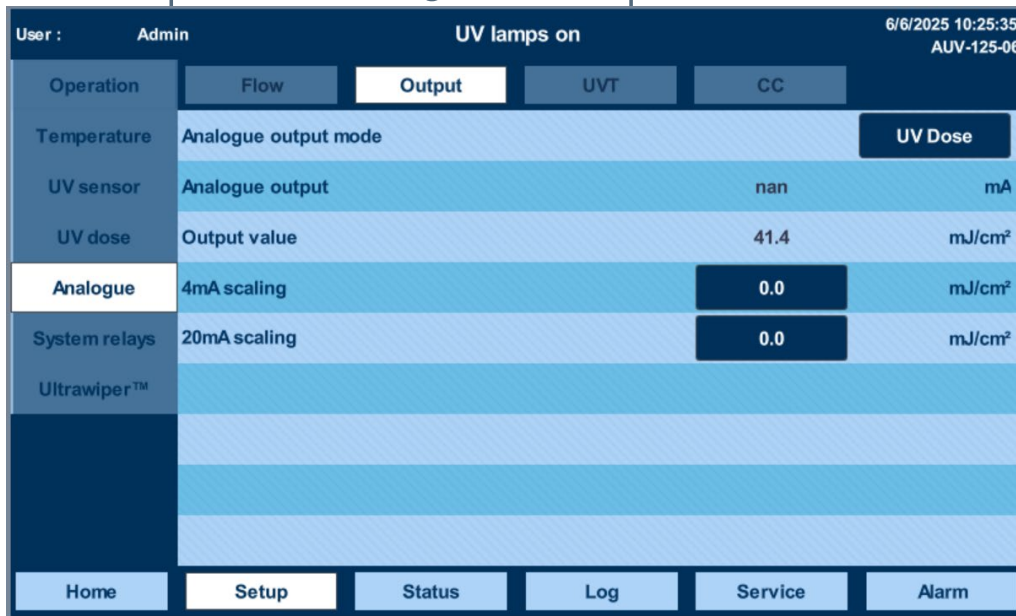 User : Admin UV lamps on 6/6/2025 10:25:35
AUV-125-06
Operation Flow Output UVT CC
Temperature Analogue output mode UV Dose
UV sensor Analogue output nan mA
UV dose Output value 41.4 mJ/cm²
Analogue 4mA scaling 0.0 mJ/cm²
System relays 20mA scaling 0.0 mJ/cm²
Ultrawiper™
Home Setup Status Log Service Alarm